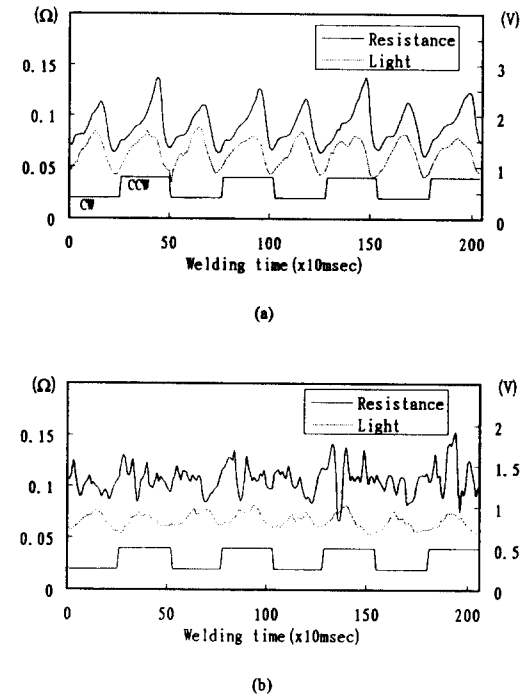 (Ω)
(V)
Resistance
Light
0.15
0.1
0.05
0
3
2
1
0
CW
CCW
0
50
100
150
200
Welding time(x10msec)
(a)
(Ω)
(V)
Resistance
Light
0.15
0.1
0.05
0
2
1.5
1
0.5
0
0
50
100
150
200
Welding time(x10msec)
(b)